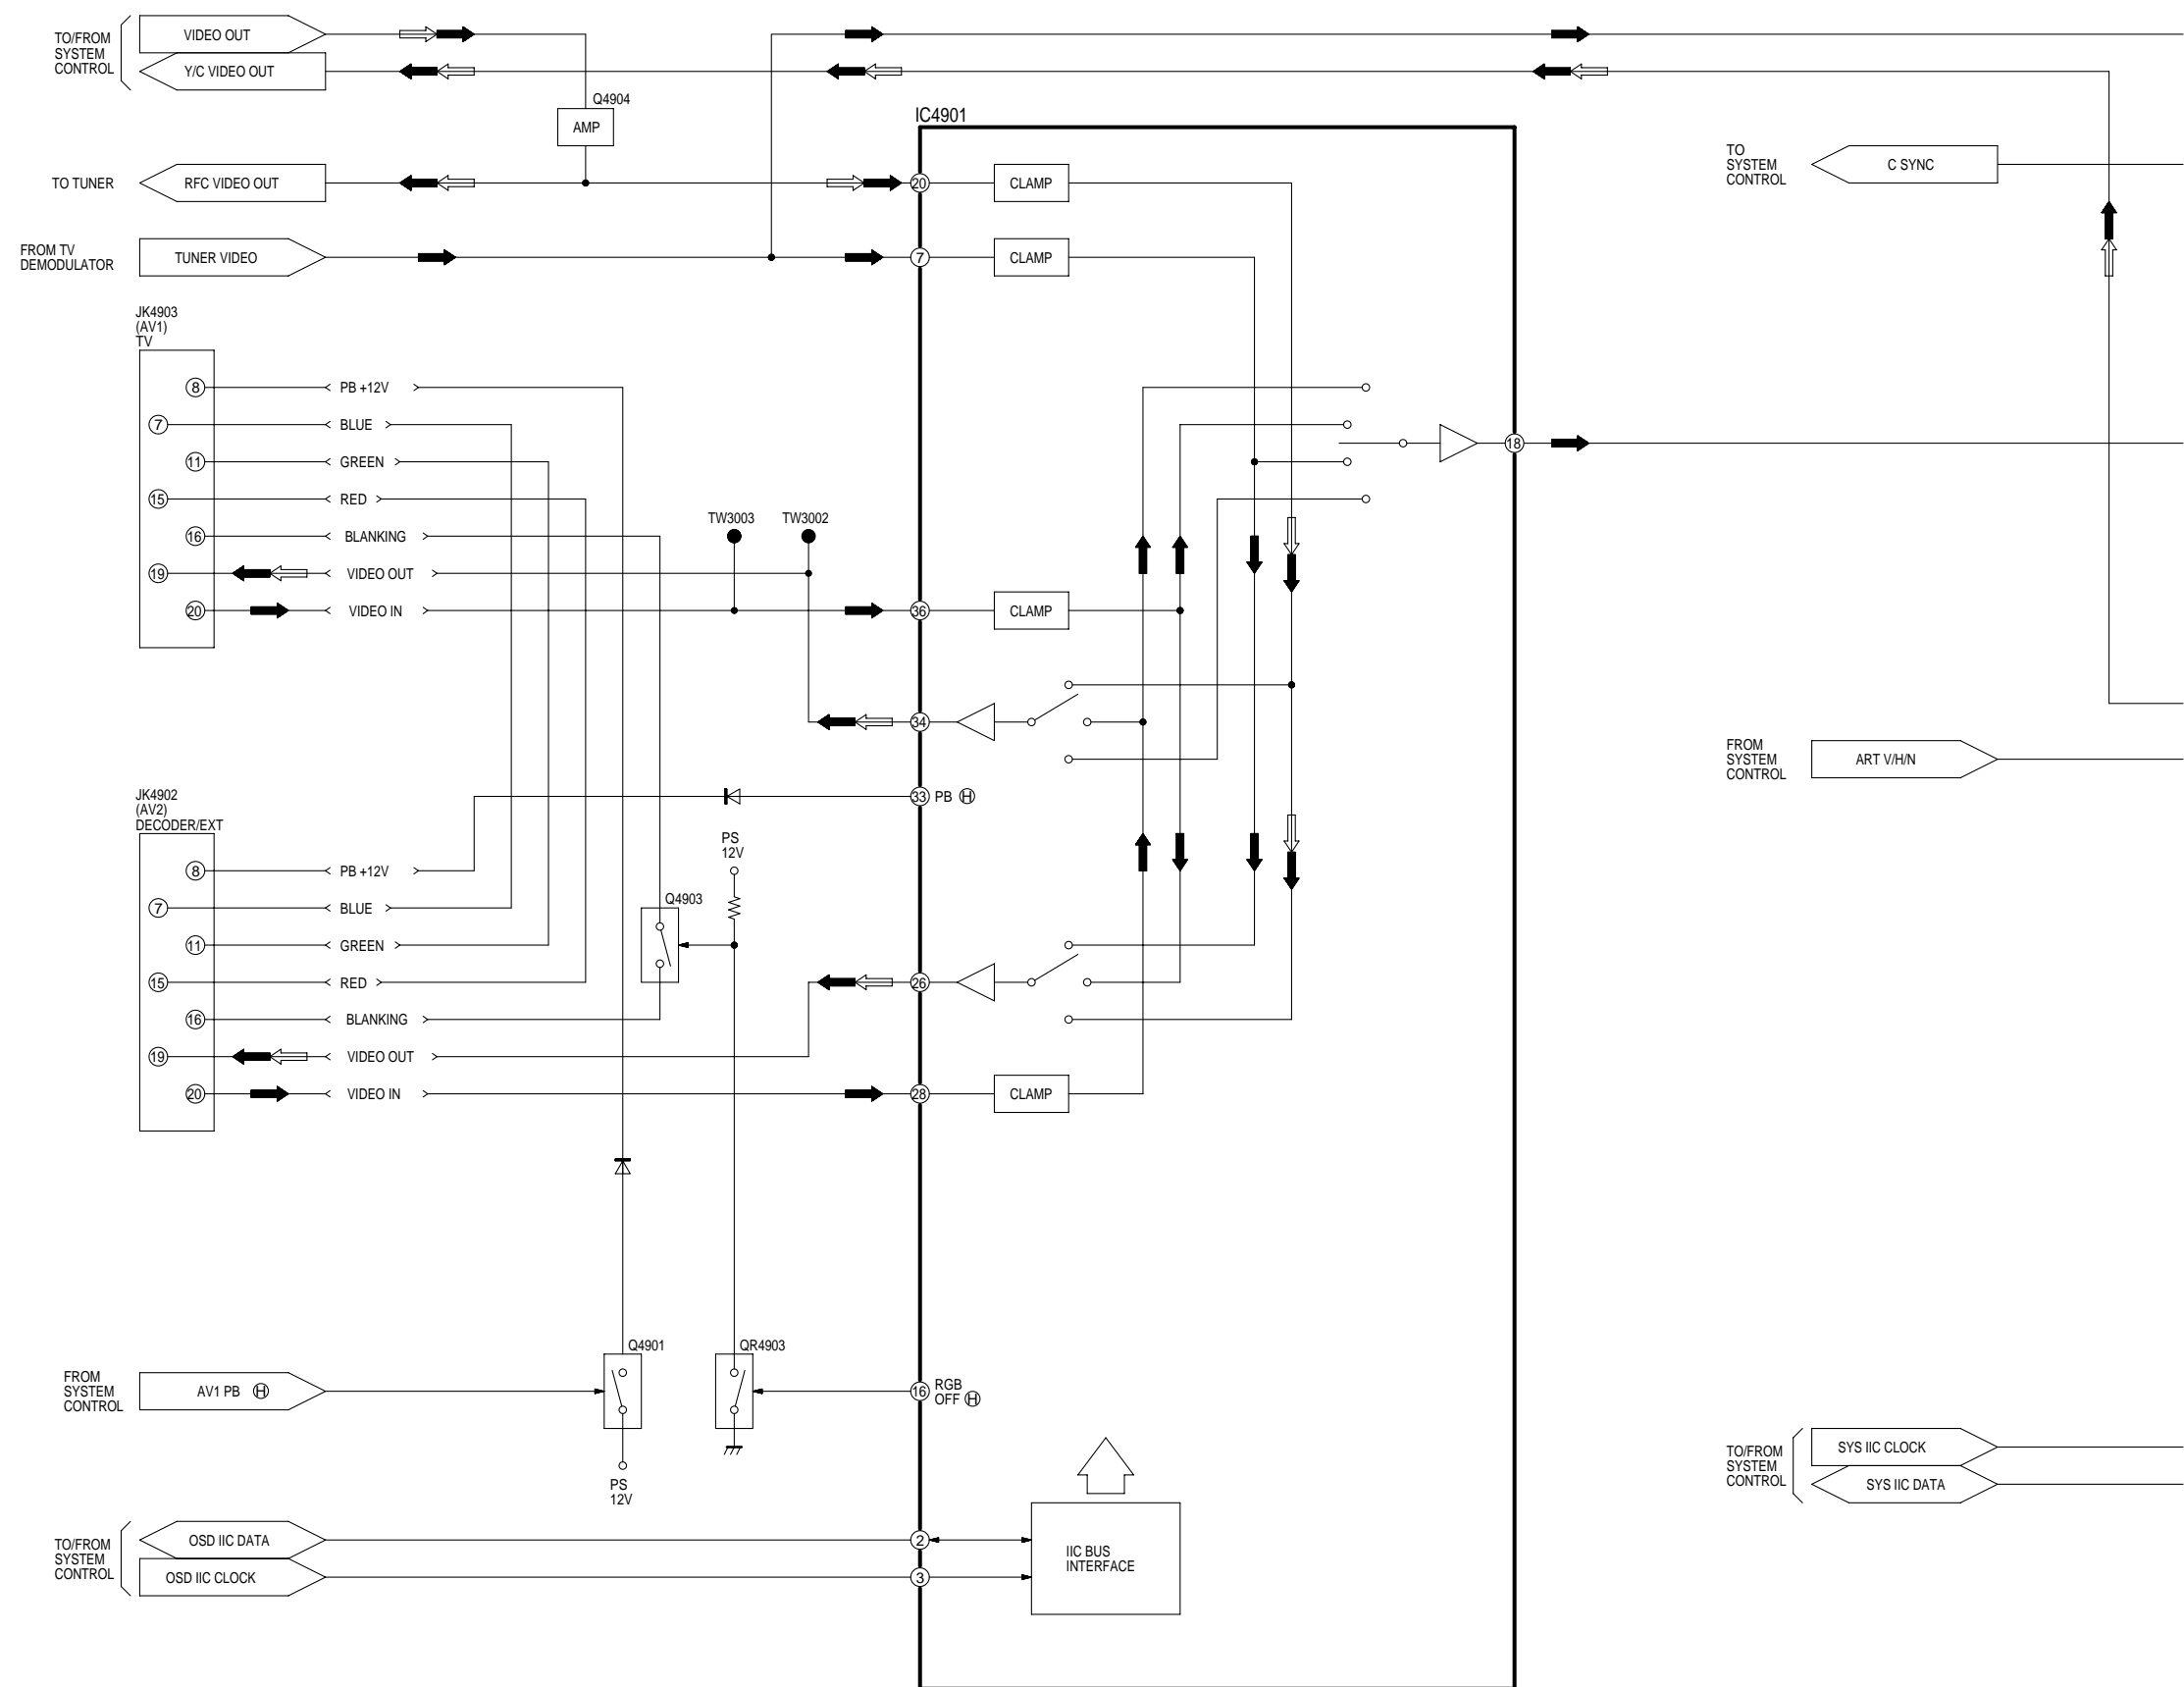 TO/FROM
SYSTEM
CONTROL
VIDEO OUT
Y/C VIDEO OUT
Q4904
AMP
IC4901
TO TUNER
RFC VIDEO OUT
20
CLAMP
TO
SYSTEM
CONTROL
C SYNC
FROM TV
DEMODULATOR
TUNER VIDEO
7
CLAMP
JK4903
(AV1)
TV
8
PB +12V
7
BLUE
11
GREEN
18
15
RED
16
BLANKING
TW3003
TW3002
19
VIDEO OUT
20
VIDEO IN
36
CLAMP
34
FROM
SYSTEM
CONTROL
ART V/H/N
JK4902
(AV2)
DECODER/EXT
33
PB H
PS
12V
8
PB +12V
Q4903
7
BLUE
11
GREEN
15
RED
26
16
BLANKING
19
VIDEO OUT
20
VIDEO IN
28
CLAMP
Q4901
QR4903
FROM
SYSTEM
CONTROL
AV1 PB H
16
RGB
OFF H
PS
12V
TO/FROM
SYSTEM
CONTROL
SYS IIC CLOCK
SYS IIC DATA
TO/FROM
SYSTEM
CONTROL
OSD IIC DATA
OSD IIC CLOCK
2
3
IIC BUS
INTERFACE